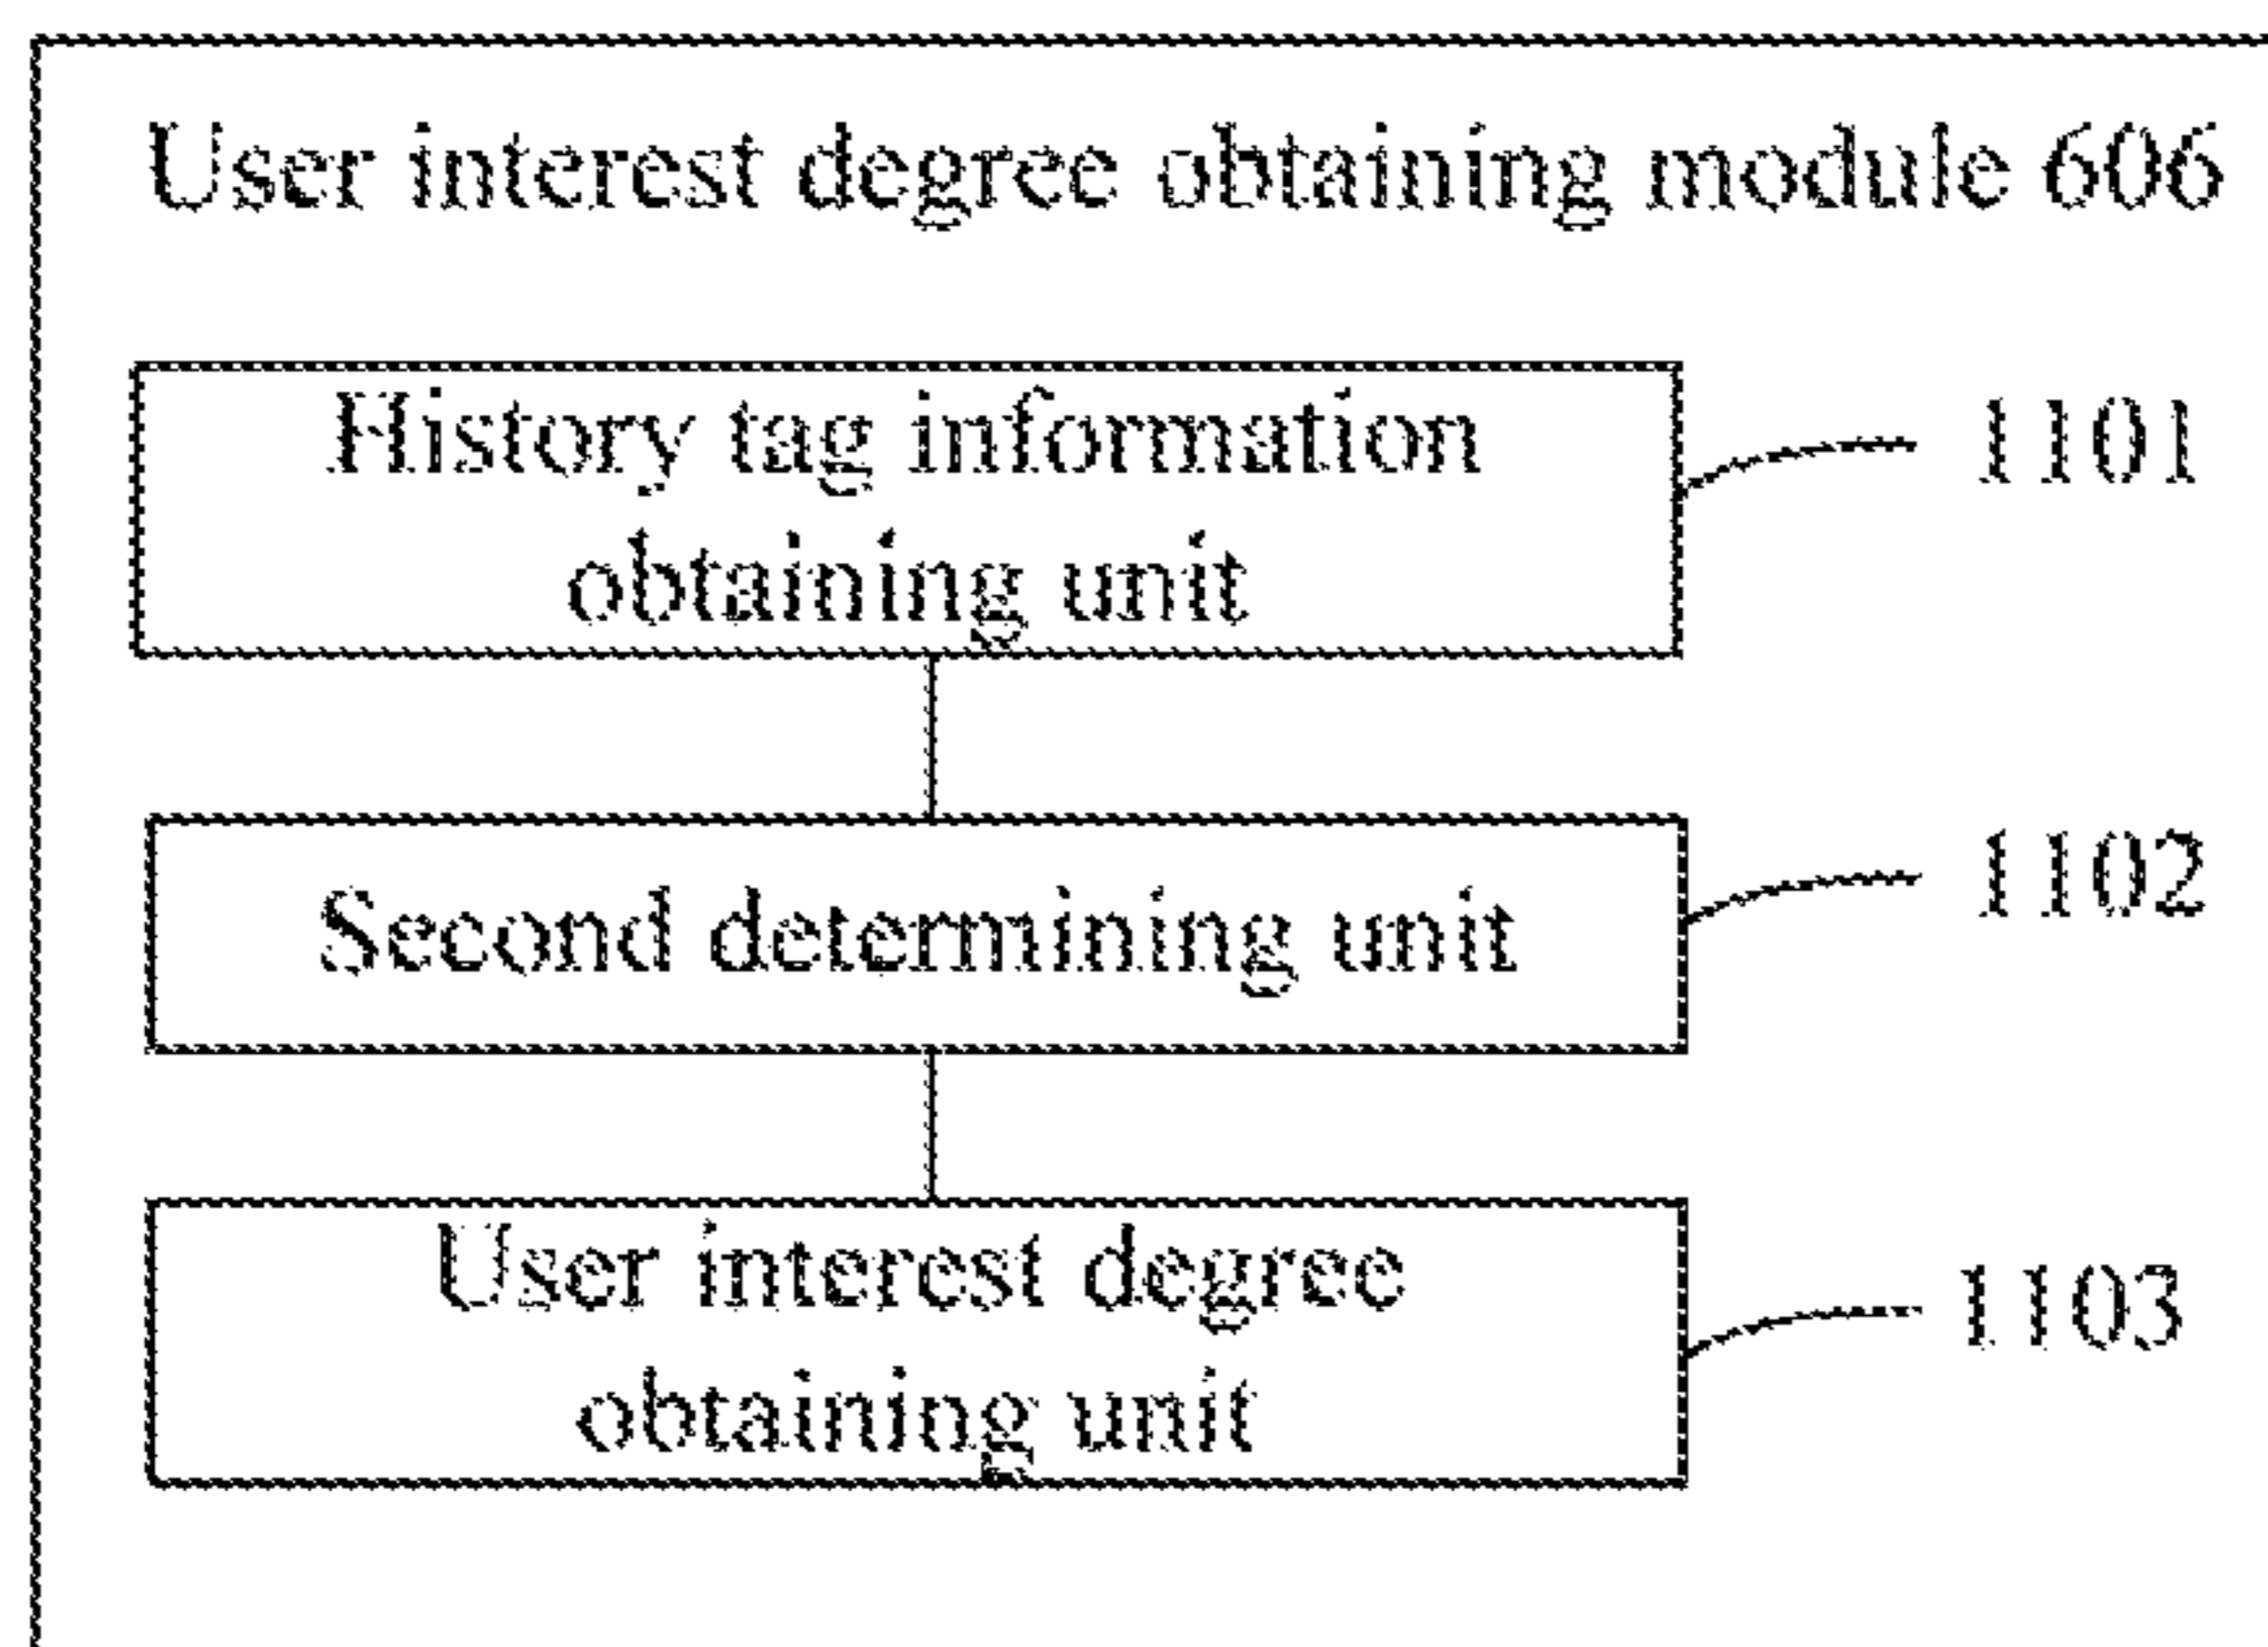 User interest degree obtaining module 606
History tag information
obtaining unit
1101
Second determining unit
1102
User interest degree
obtaining unit
1103